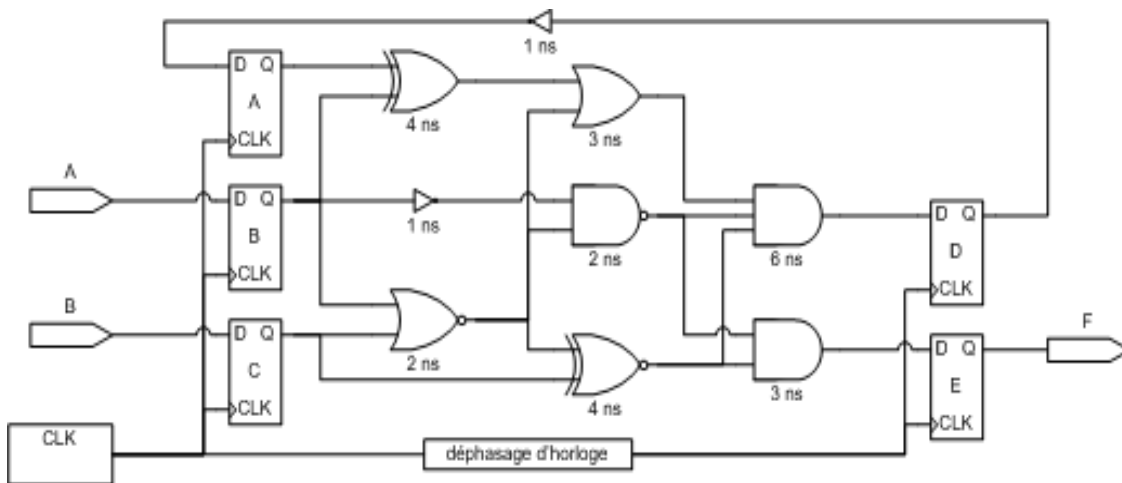 1 ns
D Q
A
CLK
4 ns
3 ns
A
D Q
B
CLK
1 ns
2 ns
6 ns
D Q
D
CLK
B
D Q
C
CLK
2 ns
4 ns
3 ns
D Q
E
CLK
F
CLK
déphasage d'horloge